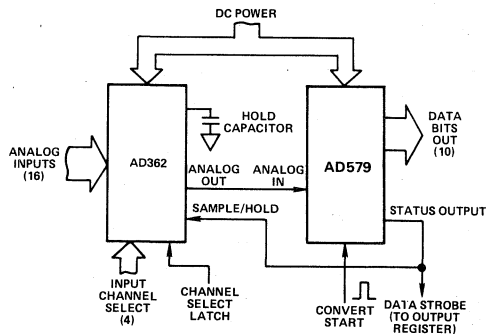 DC POWER
HOLD
CAPACITOR
DATA
BITS
OUT
(10)
ANALOG
INPUTS
(16)
AD362
AD579
ANALOG
OUT
ANALOG
IN
SAMPLE/HOLD
STATUS OUTPUT
INPUT
CHANNEL
SELECT
(4)
CHANNEL
SELECT
LATCH
CONVERT
START
DATA STROBE
(TO OUTPUT
REGISTER)